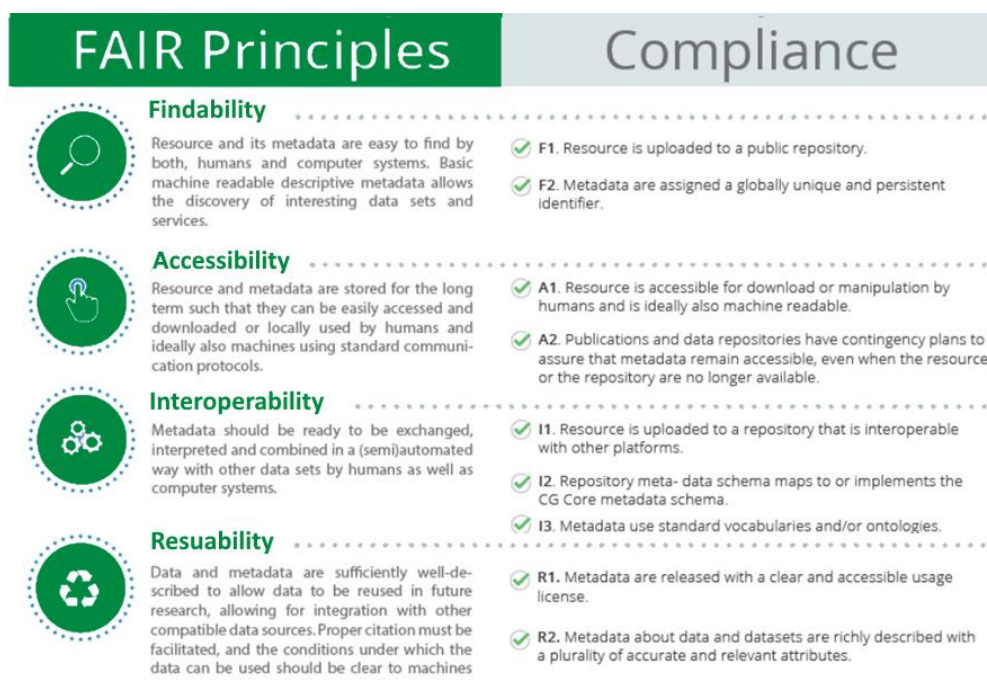 FAIR Principles
Compliance
Findability
Resource and its metadata are easy to find by
both, humans and computer systems. Basic
machine readable descriptive metadata allows
the discovery of interesting data sets and
services.
F1. Resource is uploaded to a public repository.
F2. Metadata are assigned a globally unique and persistent
identifier.
Accessibility
Resource and metadata are stored for the long
term such that they can be easily accessed and
downloaded or locally used by humans and
ideally also machines using standard communi-
cation protocols.
A1. Resource is accessible for download or manipulation by
humans and is ideally also machine readable.
A2. Publications and data repositories have contingency plans to
assure that metadata remain accessible, even when the resource
or the repository are no longer available.
Interoperability
Metadata should be ready to be exchanged,
interpreted and combined in a (semi)automated
way with other data sets by humans as well as
computer systems.
I1. Resource is uploaded to a repository that is interoperable
with other platforms.
I2. Repository meta- data schema maps to or implements the
CG Core metadata schema.
I3. Metadata use standard vocabularies and/or ontologies.
Resuability
Data and metadata are sufficiently well-de-
scribed to allow data to be reused in future
research, allowing for integration with other
compatible data sources. Proper citation must be
facilitated, and the conditions under which the
data can be used should be clear to machines
R1. Metadata are released with a clear and accessible usage
license.
R2. Metadata about data and datasets are richly described with
a plurality of accurate and relevant attributes.